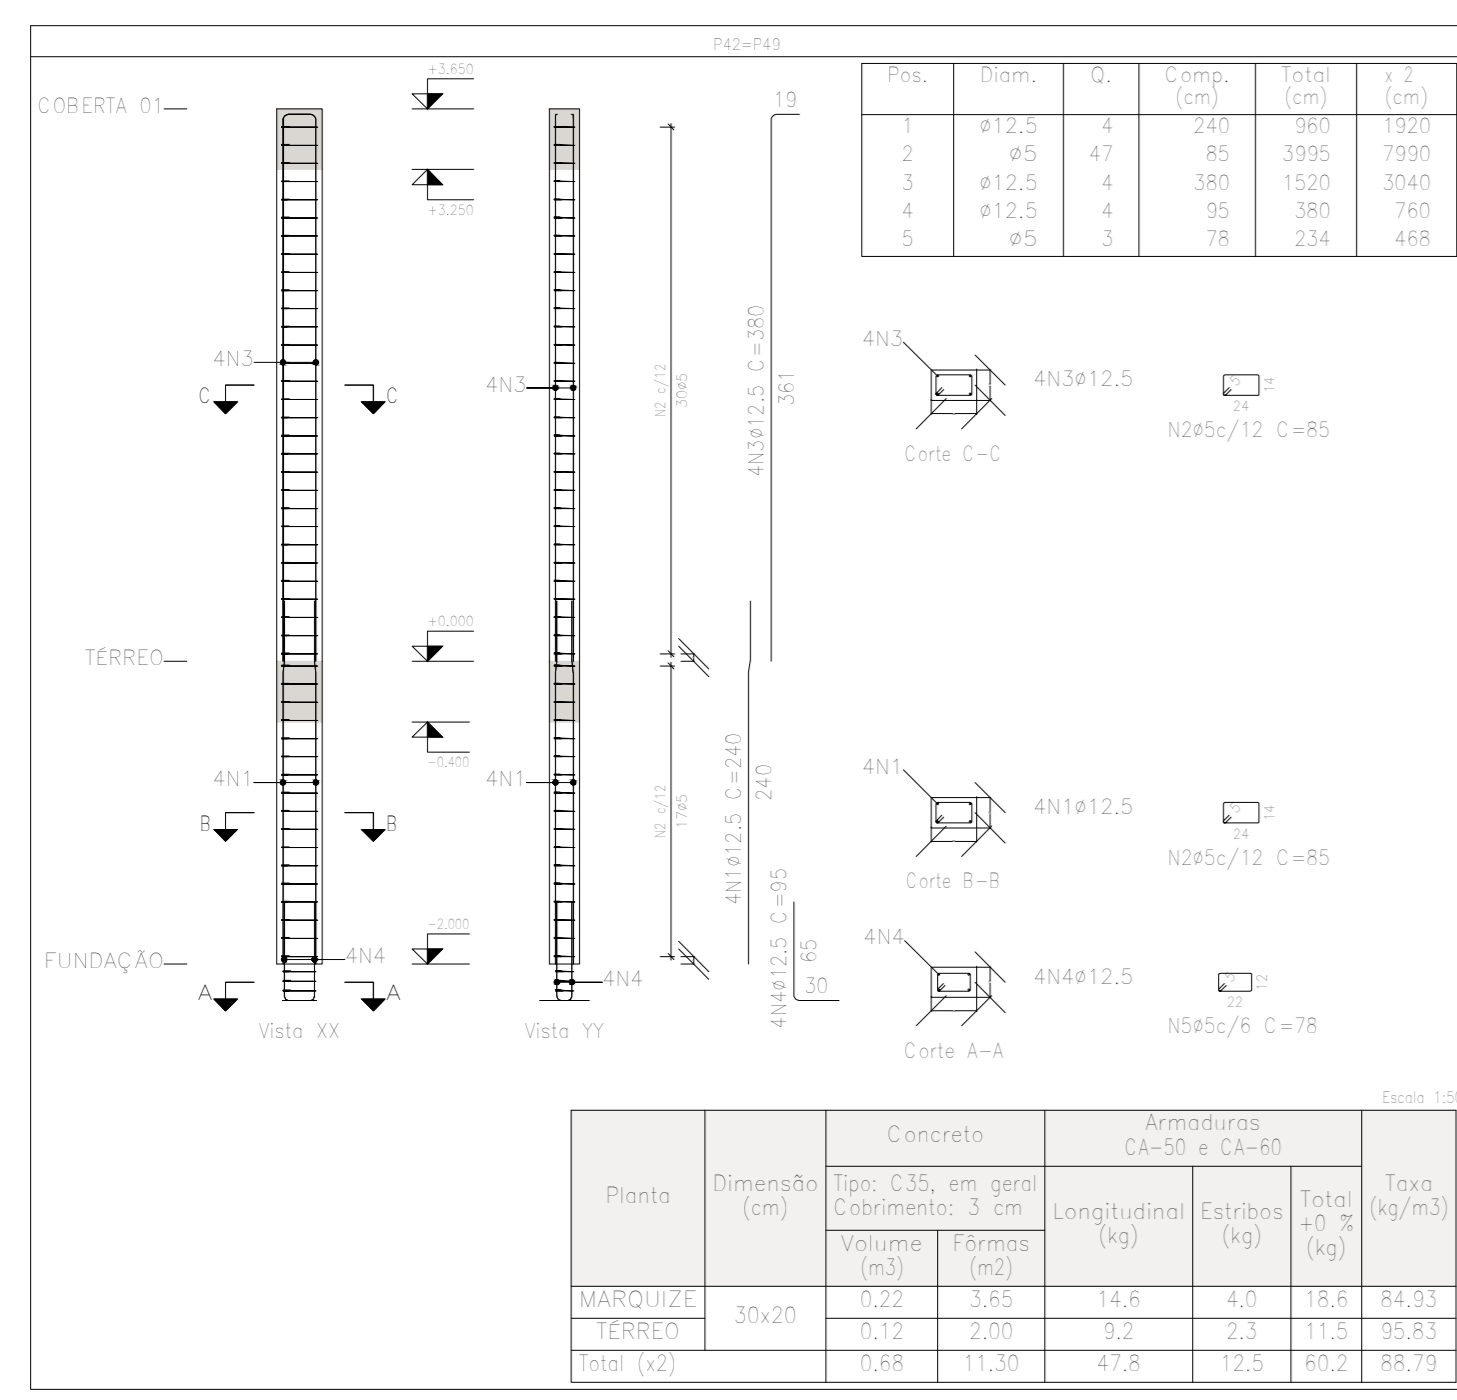 P42=P49
COBERTA 01
+3.650
+3.250
4N3
4N3
C C
TÉRREO
+0.000
-0.400
4N1
4N1
B B
-2.000
FUNDAÇÃO
4N4
4N4
A A
Vista XX
Vista YY
N2 c/12
30ø5
N2 c/12
17ø5
19
4N3ø12.5 C=380
361
4N1ø12.5 C=240
240
4N4ø12.5 C=95
65
30
Pos. Diam. Q. Comp. (cm) Total (cm) x 2 (cm)
1 ø12.5 4 240 960 1920
2 ø5 47 85 3995 7990
3 ø12.5 4 380 1520 3040
4 ø12.5 4 95 380 760
5 ø5 3 78 234 468
4N3
4N3ø12.5
Corte C-C
5
14
24
N2ø5c/12 C=85
4N1
4N1ø12.5
Corte B-B
5
14
24
N2ø5c/12 C=85
4N4
4N4ø12.5
Corte A-A
5
12
22
N5ø5c/6 C=78
Escala 1:50
Planta
Dimensão
(cm)
Concreto
Tipo: C35, em geral
Cobrimento: 3 cm
Volume
(m3)
Fôrmas
(m2)
Armaduras
CA-50 e CA-60
Longitudinal
(kg)
Estribos
(kg)
Total
+0 %
(kg)
Taxa
(kg/m3)
MARQUIZE 30x20 0.22 3.65 14.6 4.0 18.6 84.93
TÉRREO 0.12 2.00 9.2 2.3 11.5 95.83
Total (x2) 0.68 11.30 47.8 12.5 60.2 88.79